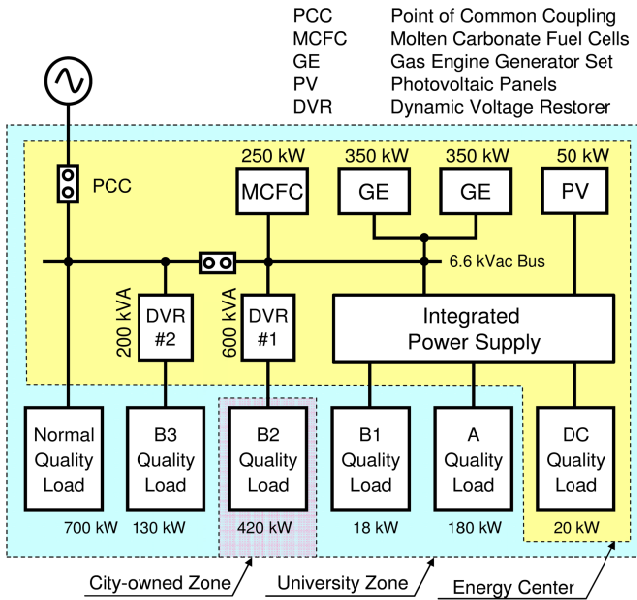 PCC Point of Common Coupling
MCFC Molten Carbonate Fuel Cells
GE Gas Engine Generator Set
PV Photovoltaic Panels
DVR Dynamic Voltage Restorer
250 kW 350 kW 350 kW 50 kW
PCC
MCFC GE GE PV
6.6 kVac Bus
200 kVA
DVR
#2
600 kVA
DVR
#1
Integrated
Power Supply
Normal
Quality
Load
B3
Quality
Load
B2
Quality
Load
B1
Quality
Load
A
Quality
Load
DC
Quality
Load
700 kW 130 kW 420 kW 18 kW 180 kW 20 kW
City-owned Zone University Zone Energy Center